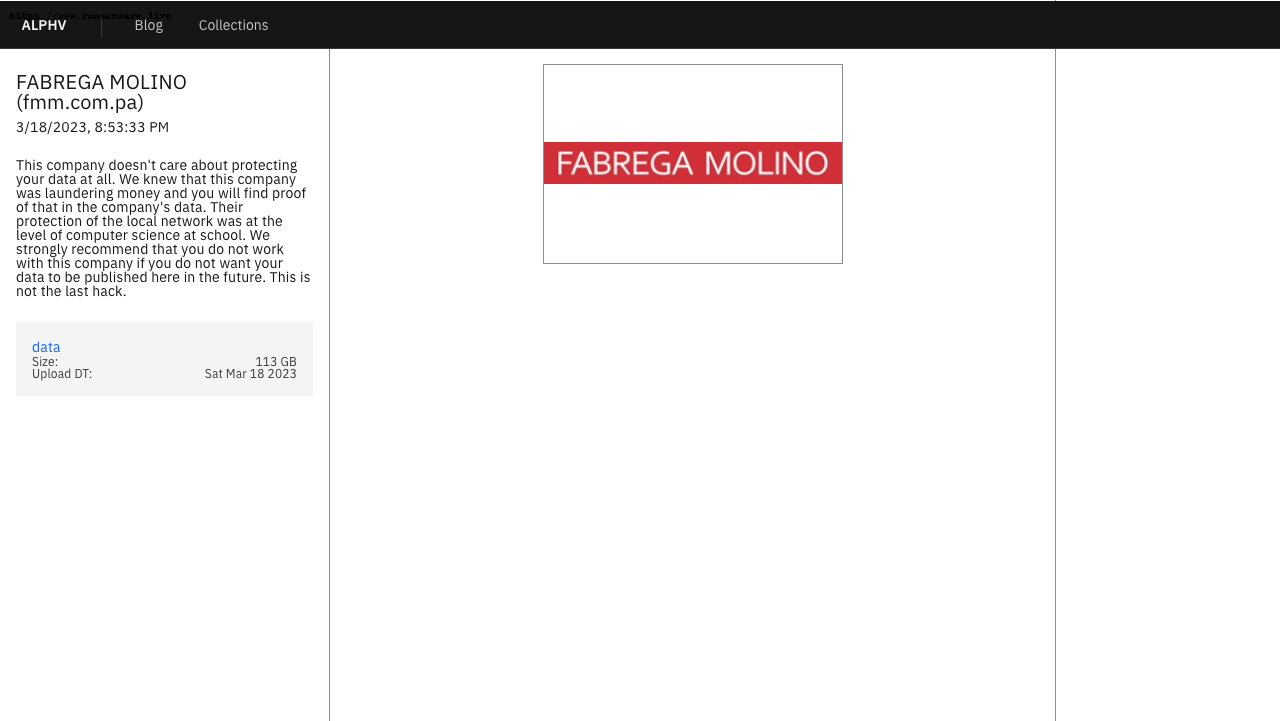 https://www.ransomware.live
ALPHV
Blog
Collections
FABREGA MOLINO
(fmm.com.pa)
3/18/2023, 8:53:33 PM
This company doesn't care about protecting
your data at all. We knew that this company
was laundering money and you will find proof
of that in the company's data. Their
protection of the local network was at the
level of computer science at school. We
strongly recommend that you do not work
with this company if you do not want your
data to be published here in the future. This is
not the last hack.
data
Size: 113 GB
Upload DT: Sat Mar 18 2023
FABREGA MOLINO